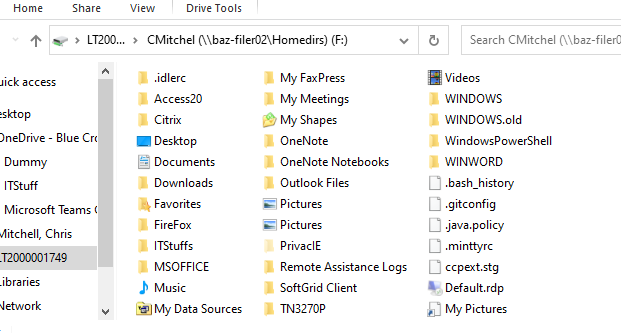 Home
Share
View
Manage
Drive Tools
LT200...
CMitchel (\\baz-filer02\Homedirs) (F:)
Search CMitchel (\\baz-filer0
uick access
esktop
OneDrive - Blue Cro
Dummy
ITStuff
Microsoft Teams C
Mitchell, Chris
LT2000001749
Libraries
Network
.idlerc
Access20
Citrix
Desktop
Documents
Downloads
Favorites
FireFox
ITStuffs
MSOFFICE
Music
My Data Sources
My FaxPress
My Meetings
My Shapes
OneNote
OneNote Notebooks
Outlook Files
Pictures
Pictures
PrivacIE
Remote Assistance Logs
SoftGrid Client
TN3270P
Videos
WINDOWS
WINDOWS.old
WindowsPowerShell
WINWORD
.bash_history
.gitconfig
.java.policy
.minttyrc
ccpext.stg
Default.rdp
My Pictures